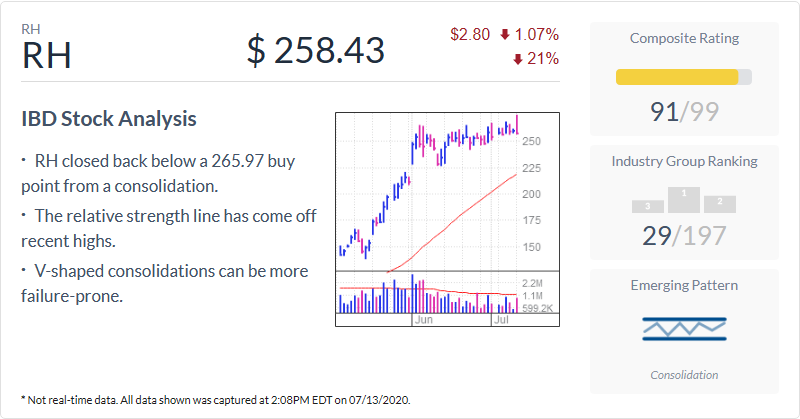 RH
RH
$ 258.43
$2.80 1.07%
21%
IBD Stock Analysis
· RH closed back below a 265.97 buy
point from a consolidation.
· The relative strength line has come off
recent highs.
· V-shaped consolidations can be more
failure-prone.
250
225
200
175
150
2.2M
1.1M
599.2K
Jun
Jul
Composite Rating
91/99
Industry Group Ranking
3
1
2
29/197
Emerging Pattern
Consolidation
* Not real-time data. All data shown was captured at 2:08PM EDT on 07/13/2020.